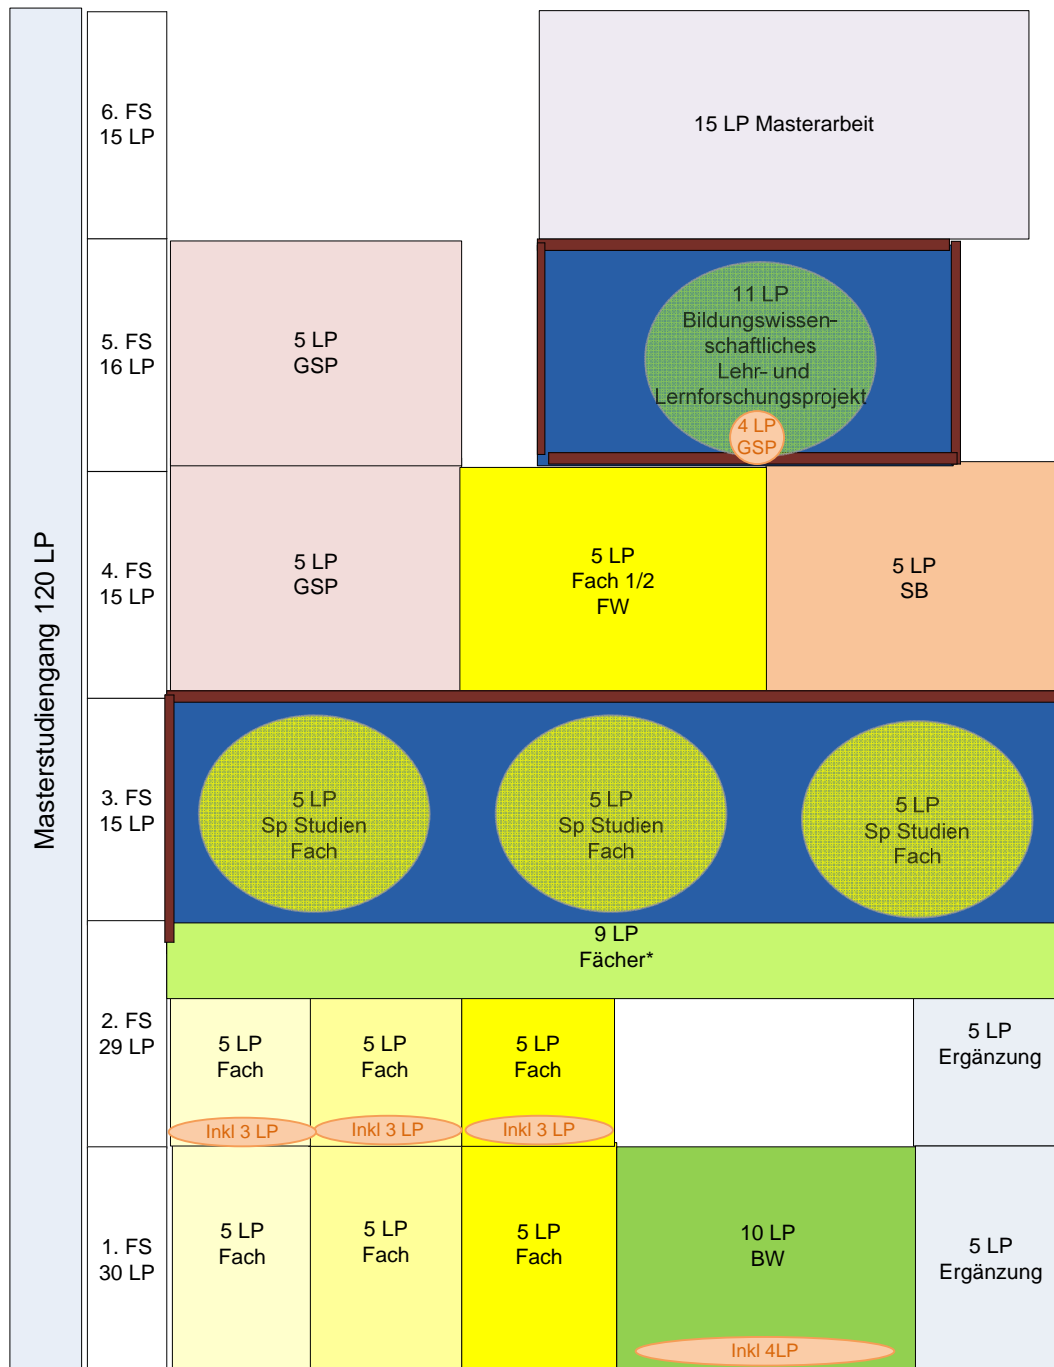 Masterstudiengang 120 LP
6. FS
15 LP
15 LP Masterarbeit
5. FS
16 LP
5 LP
GSP
11 LP
Bildungswissen-
schaftliches
Lehr- und
Lernforschungsprojekt
4 LP
GSP
4. FS
15 LP
5 LP
GSP
5 LP
Fach 1/2
FW
5 LP
SB
3. FS
15 LP
5 LP
Sp Studien
Fach
5 LP
Sp Studien
Fach
5 LP
Sp Studien
Fach
9 LP
Fächer*
2. FS
29 LP
5 LP
Fach
Inkl 3 LP
5 LP
Fach
Inkl 3 LP
5 LP
Fach
Inkl 3 LP
5 LP
Ergänzung
1. FS
30 LP
5 LP
Fach
5 LP
Fach
5 LP
Fach
10 LP
BW
Inkl 4LP
5 LP
Ergänzung